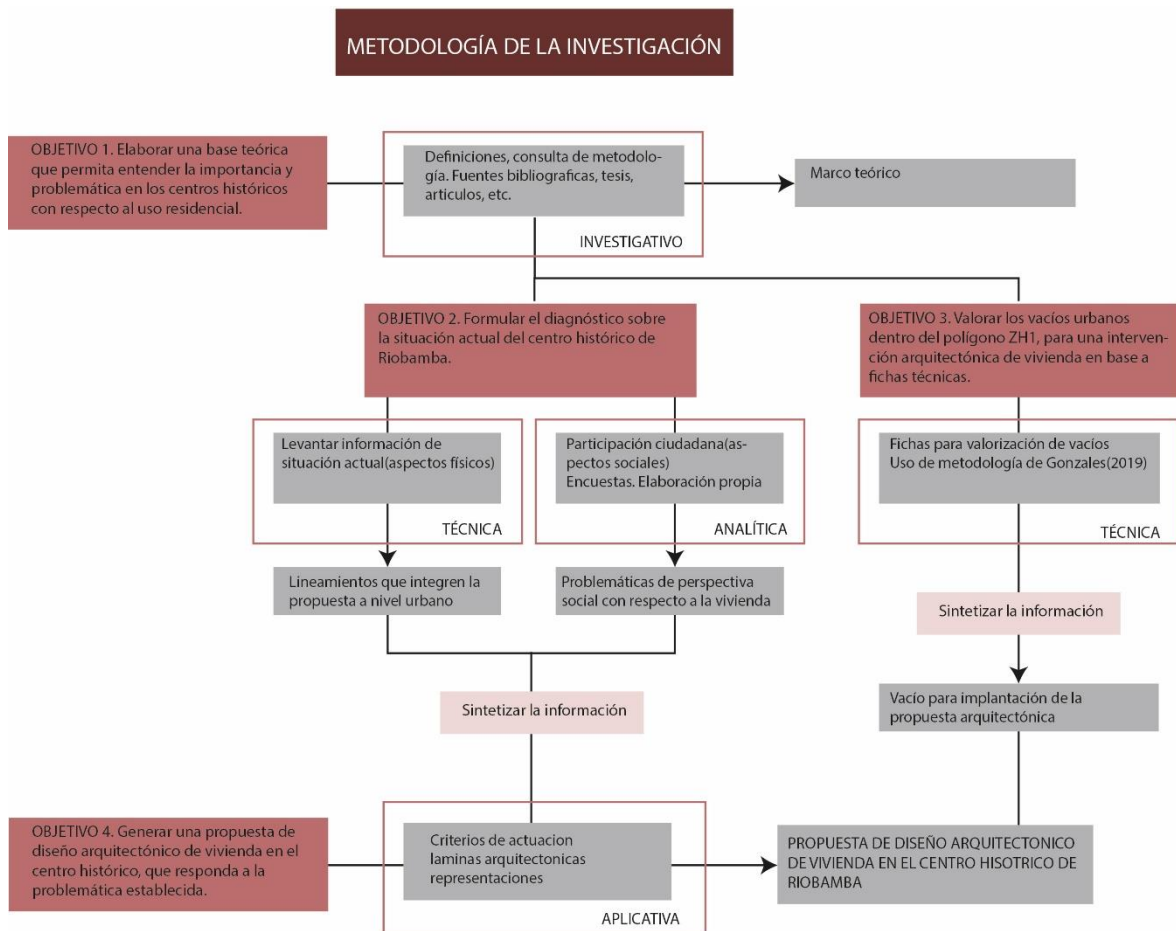 METODOLOGÍA DE LA INVESTIGACIÓN
OBJETIVO 1. Elaborar una base teórica
que permita entender la importancia y
problemática en los centros históricos
con respecto al uso residencial.
Definiciones, consulta de metodolo-
gía. Fuentes bibliograficas, tesis,
articulos, etc.
INVESTIGATIVO
Marco teórico
OBJETIVO 2. Formular el diagnóstico sobre
la situación actual del centro histórico de
Riobamba.
OBJETIVO 3. Valorar los vacíos urbanos
dentro del polígono ZH1, para una interven-
ción arquitectónica de vivienda en base a
fichas técnicas.
Levantar información de
situación actual(aspectos físicos)
TÉCNICA
Participación ciudadana(as-
pectos sociales)
Encuestas. Elaboración propia
ANALÍTICA
Fichas para valorización de vacíos
Uso de metodología de Gonzales(2019)
TÉCNICA
Lineamientos que integren la
propuesta a nivel urbano
Problemáticas de perspectiva
social con respecto a la vivienda
Sintetizar la información
Sintetizar la información
Vacío para implantación de la
propuesta arquitectónica
OBJETIVO 4. Generar una propuesta de
diseño arquitectónico de vivienda en el
centro histórico, que responda a la
problemática establecida.
Criterios de actuacion
laminas arquitectonicas
representaciones
APLICATIVA
PROPUESTA DE DISEÑO ARQUITECTONICO
DE VIVIENDA EN EL CENTRO HISOTRICO DE
RIOBAMBA